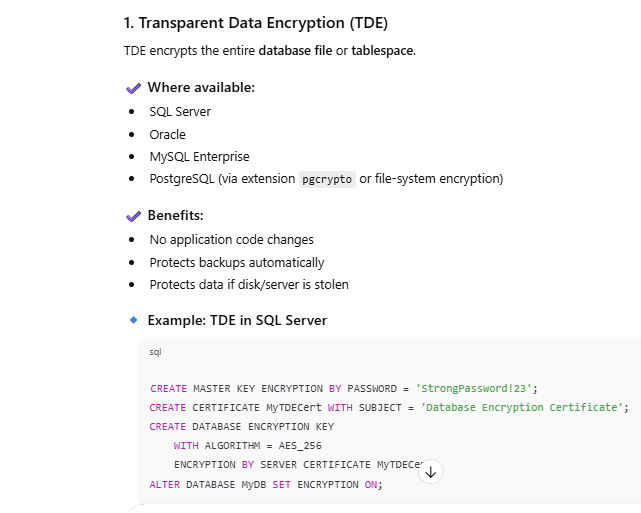 1. Transparent Data Encryption (TDE)
TDE encrypts the entire database file or tablespace.
Where available:
SQL Server
Oracle
MySQL Enterprise
PostgreSQL (via extension pgcrypto or file-system encryption)
Benefits:
No application code changes
Protects backups automatically
Protects data if disk/server is stolen
Example: TDE in SQL Server
sql
CREATE MASTER KEY ENCRYPTION BY PASSWORD = 'StrongPassword!23';
CREATE CERTIFICATE MyTDECert WITH SUBJECT = 'Database Encryption Certificate';
CREATE DATABASE ENCRYPTION KEY
WITH ALGORITHM = AES_256
ENCRYPTION BY SERVER CERTIFICATE
ALTER DATABASE MyDB SET ENCRYPTION ON;